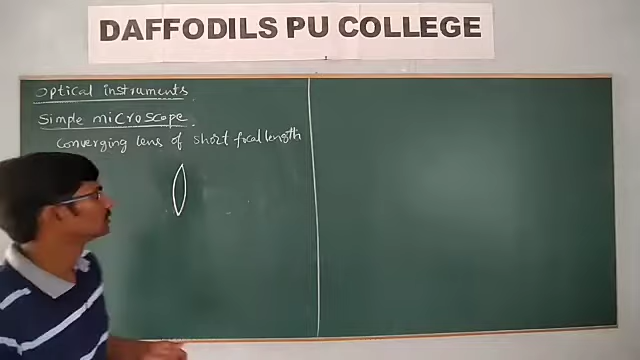 DAFFODILS PU COLLEGE
Optical instruments
Simple microscope
Converging lens of short focal length